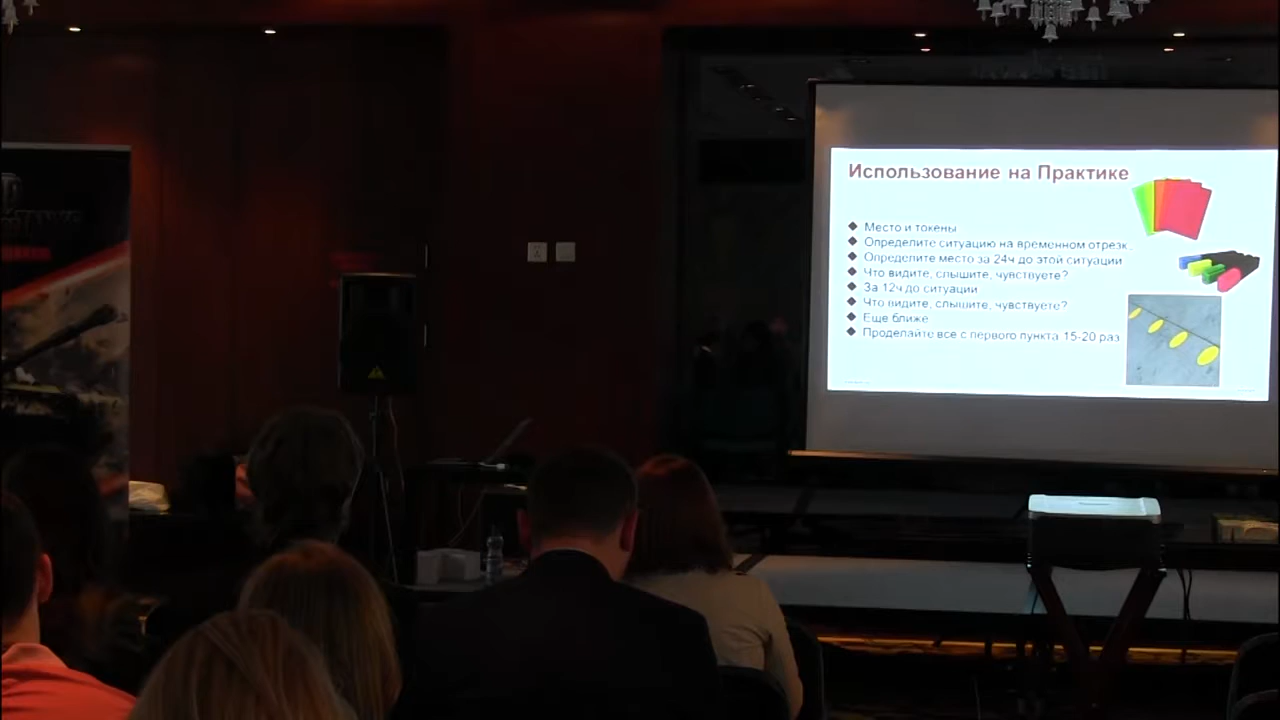 Использование на Практике
Место и токены
Определите ситуацию на временном отрезк
Определите место за 24ч до этой ситуации
Что видите, слышите, чувствуете?
За 12ч до ситуации
Что видите, слышите, чувствуете?
Еще ближе
Проделайте все с первого пункта 15-20 раз